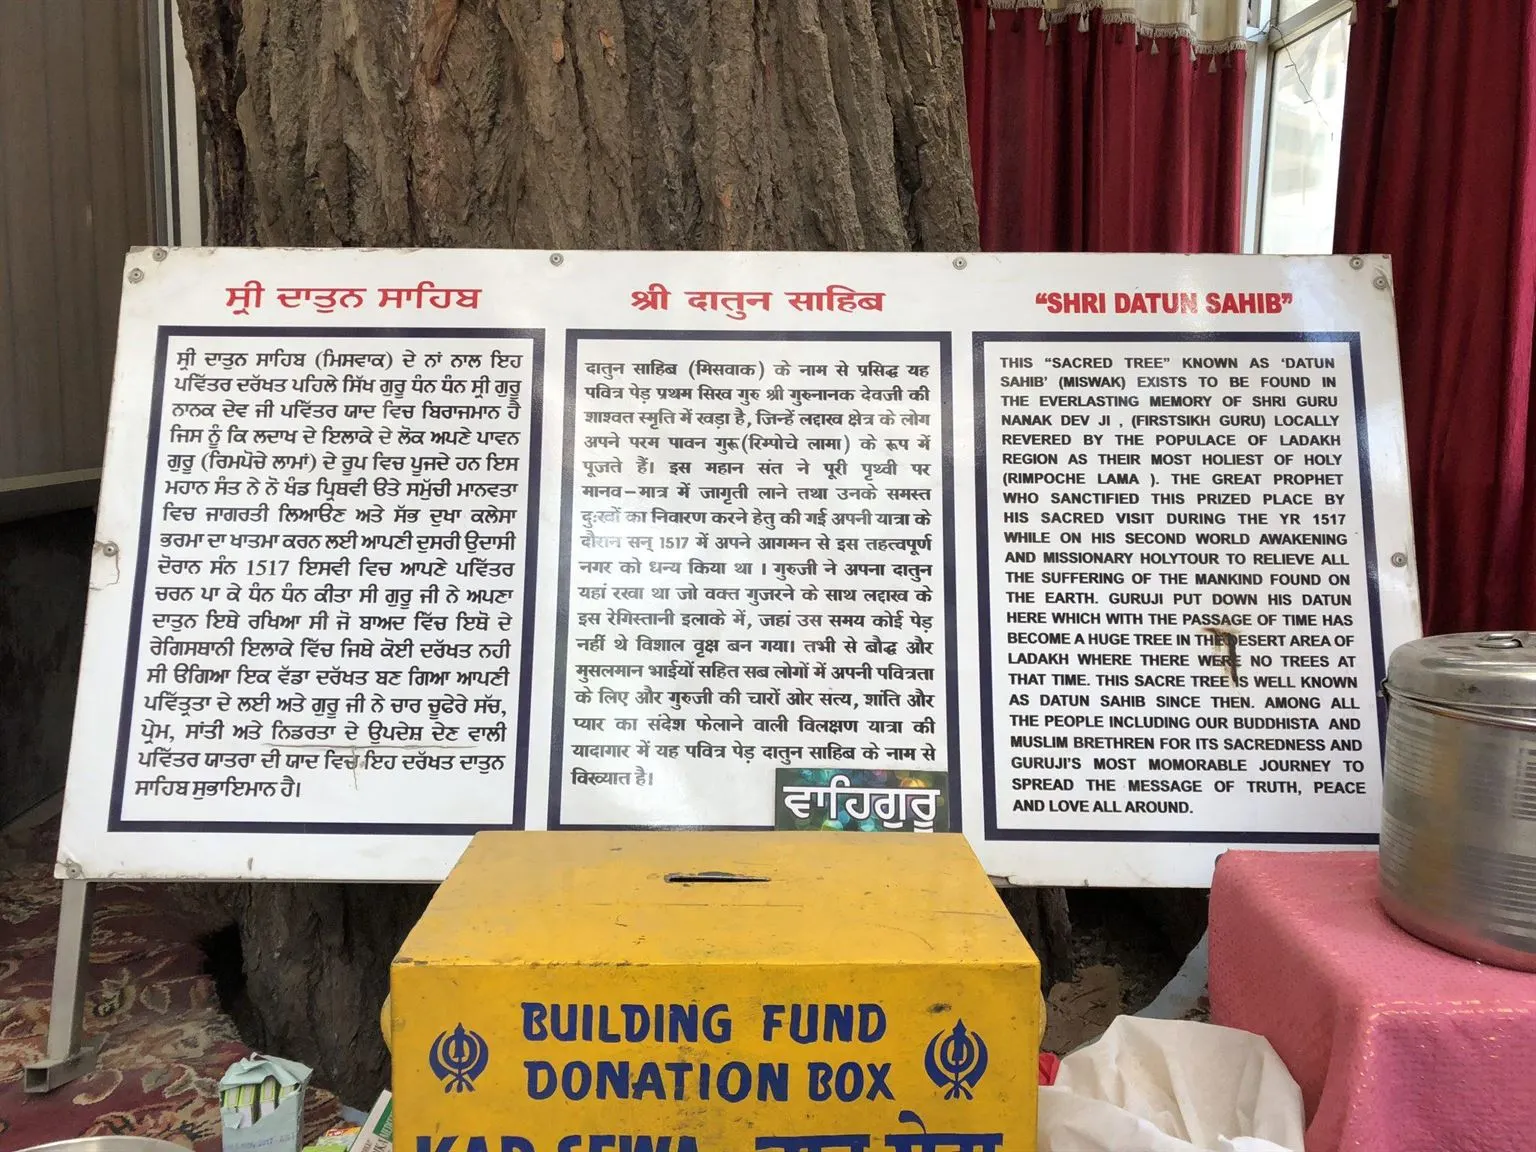 ਸ੍ਰੀ ਦਾਤੁਨ ਸਾਹਿਬ
ਸ੍ਰੀ ਦਾਤੁਨ ਸਾਹਿਬ (ਮਿਸਵਾਕ) ਦੇ ਨਾਂ ਨਾਲ ਇਹ
ਪਵਿੱਤਰ ਦਰੱਖਤ ਪਹਿਲੇ ਸਿੱਖ ਗੁਰੂ ਧੰਨ ਧੰਨ ਸ੍ਰੀ ਗੁਰੂ
ਨਾਨਕ ਦੇਵ ਜੀ ਪਵਿੱਤਰ ਯਾਦ ਵਿਚ ਬਿਰਾਜਮਾਨ ਹੈ
ਜਿਸ ਨੂੰ ਕਿ ਲਦਾਖ ਦੇ ਇਲਾਕੇ ਦੇ ਲੋਕ ਅਪਣੇ ਪਾਵਨ
ਗੁਰੂ (ਰਿਮਪੋਚੇ ਲਾਮਾਂ) ਦੇ ਰੂਪ ਵਿਚ ਪੂਜਦੇ ਹਨ ਇਸ
ਮਹਾਨ ਸੰਤ ਨੇ ਨੋ ਖੰਡ ਪ੍ਰਿਥਵੀ ੳਤੇ ਸਮੁੱਚੀ ਮਾਨਵਤਾ
ਵਿਚ ਜਾਗਰਤੀ ਲਿਆਉਣ ਅਤੇ ਸੱਭ ਦੁਖਾ ਕਲੇਸਾ
ਭਰਮਾ ਦਾ ਖਾਤਮਾ ਕਰਨ ਲਈ ਆਪਣੀ ਦੁਸਰੀ ਉਦਾਸੀ
ਦੋਰਾਨ ਸੰਨ 1517 ਇਸਵੀ ਵਿਚ ਆਪਣੇ ਪਵਿੱਤਰ
ਚਰਨ ਪਾ ਕੇ ਧੰਨ ਧੰਨ ਕੀਤਾ ਸੀ ਗੁਰੂ ਜੀ ਨੇ ਅਪਣਾ
ਦਾਤੁਨ ਇਥੇ ਰਖਿਆ ਸੀ ਜੋ ਬਾਅਦ ਵਿੱਚ ਇਥੋ ਦੇ
ਰੇਗਿਸਥਾਨੀ ਇਲਾਕੇ ਵਿੱਚ ਜਿਥੇ ਕੋਈ ਦਰੱਖਤ ਨਹੀ
ਸੀ ੳਗਿਆ ਇਕ ਵੱਡਾ ਦਰੱਖਤ ਬਣ ਗਿਆ ਆਪਣੀ
ਪਵਿੱਤ੍ਰਤਾ ਦੇ ਲਈ ਅਤੇ ਗੁਰੂ ਜੀ ਨੇ ਚਾਰ ਚੂਫੇਰੇ ਸੱਚ,
ਪ੍ਰੇਮ, ਸਾਂਤੀ ਅਤੇ ਨਿਡਰਤਾ ਦੇ ਉਪਦੇਸ਼ ਦੇਣ ਵਾਲੀ
ਪਵਿੱਤਰ ਯਾਤਰਾ ਦੀ ਯਾਦ ਵਿਚ ਇਹ ਦਰੱਖਤ ਦਾਤੁਨ
ਸਾਹਿਬ ਸੁਭਾਇਮਾਨ ਹੈ।
श्री दातुन साहिब
दातुन साहिब (मिसवाक) के नाम से प्रसिद्ध यह
पवित्र पेड़ प्रथम सिख गुरु श्री गुरुनानक देवजी की
शाश्वत स्मृति में खड़ा है, जिन्हें लद्दाख क्षेत्र के लोग
अपने परम पावन गुरू(रिम्पोचे लामा) के रूप में
पूजते हैं। इस महान संत ने पूरी पृथ्वी पर
मानव–मात्र में जागृती लाने तथा उनके समस्त
दुःखों का निवारण करने हेतु की गई अपनी यात्रा के
दौरान सन् 1517 में अपने आगमन से इस तहत्वपूर्ण
नगर को धन्य किया था । गुरुजी ने अपना दातुन
यहां रखा था जो वक्त गुजरने के साथ लद्दाख के
इस रेगिस्तानी इलाके में, जहां उस समय कोई पेड़
नहीं थे विशाल वृक्ष बन गया। तभी से बौद्ध और
मुसलमान भाईयों सहित सब लोगों में अपनी पवित्रता
के लिए और गुरुजी की चारों ओर सत्य, शांति और
प्यार का संदेश फेलाने वाली विलक्षण यात्रा की
यादागार में यह पवित्र पेड़ दातुन साहिब के नाम से
विख्यात है।
ਵਾਹਿਗੁਰੂ
“SHRI DATUN SAHIB”
THIS “SACRED TREE” KNOWN AS ‘DATUN
SAHIB’ (MISWAK) EXISTS TO BE FOUND IN
THE EVERLASTING MEMORY OF SHRI GURU
NANAK DEV JI , (FIRSTSIKH GURU) LOCALLY
REVERED BY THE POPULACE OF LADAKH
REGION AS THEIR MOST HOLIEST OF HOLY
(RIMPOCHE LAMA ). THE GREAT PROPHET
WHO SANCTIFIED THIS PRIZED PLACE BY
HIS SACRED VISIT DURING THE YR 1517
WHILE ON HIS SECOND WORLD AWAKENING
AND MISSIONARY HOLYTOUR TO RELIEVE ALL
THE SUFFERING OF THE MANKIND FOUND ON
THE EARTH. GURUJI PUT DOWN HIS DATUN
HERE WHICH WITH THE PASSAGE OF TIME HAS
BECOME A HUGE TREE IN THE DESERT AREA OF
LADAKH WHERE THERE WERE NO TREES AT
THAT TIME. THIS SACRE TREE IS WELL KNOWN
AS DATUN SAHIB SINCE THEN. AMONG ALL
THE PEOPLE INCLUDING OUR BUDDHISTA AND
MUSLIM BRETHREN FOR ITS SACREDNESS AND
GURUJI’S MOST MOMORABLE JOURNEY TO
SPREAD THE MESSAGE OF TRUTH, PEACE
AND LOVE ALL AROUND.
BUILDING FUND
DONATION BOX
KAR SEWA